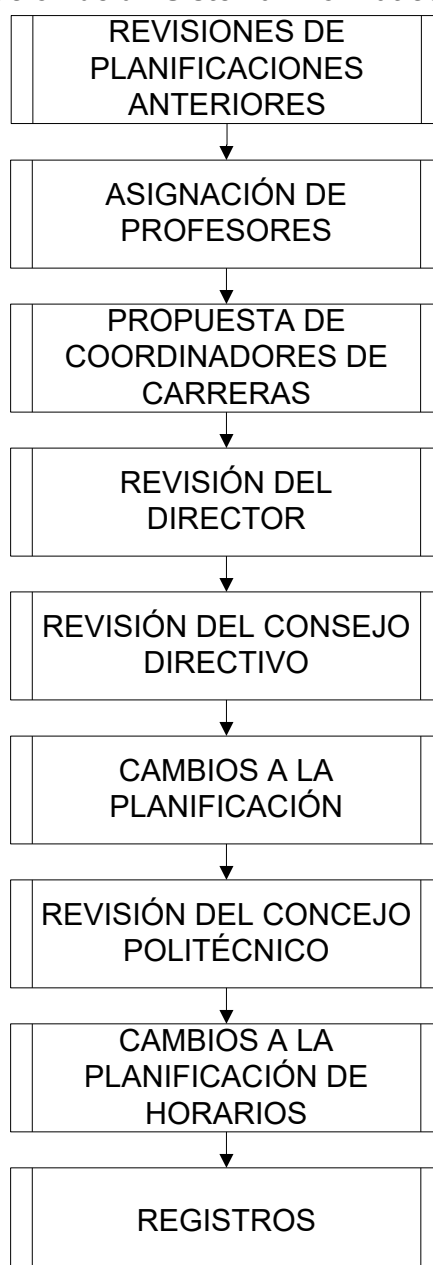 REVISIONES DE
PLANIFICACIONES
ANTERIORES
ASIGNACIÓN DE
PROFESORES
PROPUESTA DE
COORDINADORES DE
CARRERAS
REVISIÓN DEL
DIRECTOR
REVISIÓN DEL CONSEJO
DIRECTIVO
CAMBIOS A LA
PLANIFICACIÓN
REVISIÓN DEL CONCEJO
POLITÉCNICO
CAMBIOS A LA
PLANIFICACIÓN DE
HORARIOS
REGISTROS